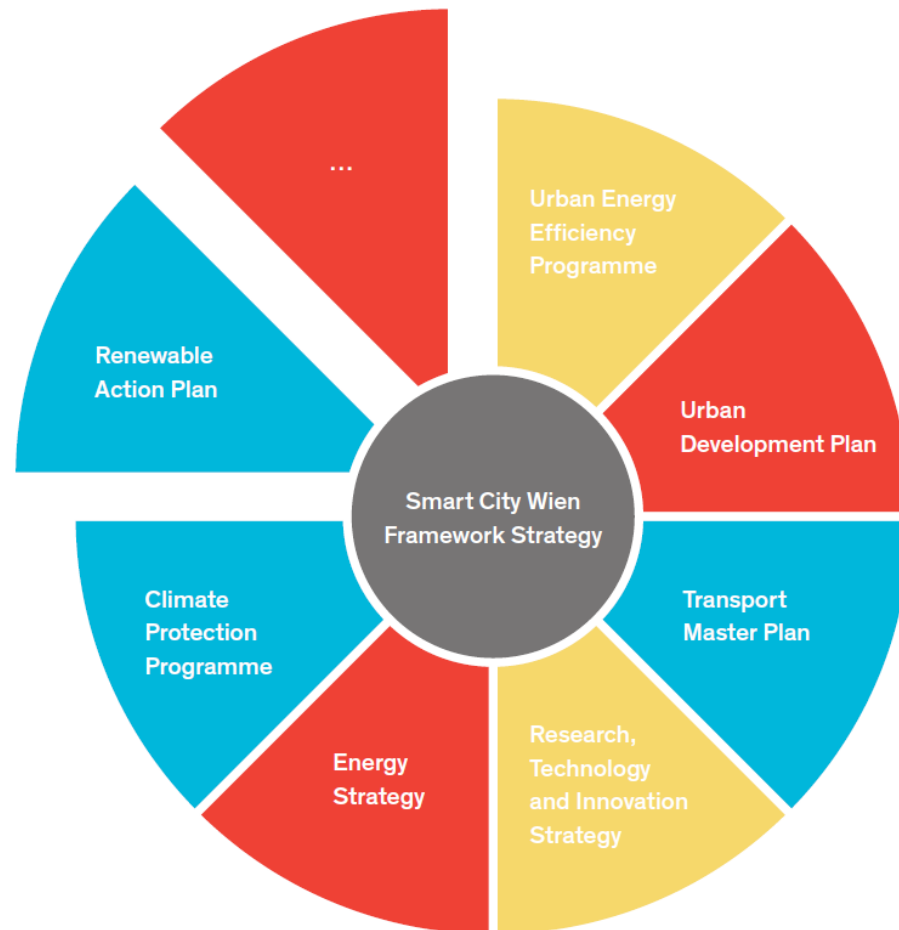 ...
Urban Energy
Efficiency
Programme
Renewable
Action Plan
Urban
Development Plan
Smart City Wien
Framework Strategy
Climate
Protection
Programme
Transport
Master Plan
Energy
Strategy
Research,
Technology
and Innovation
Strategy